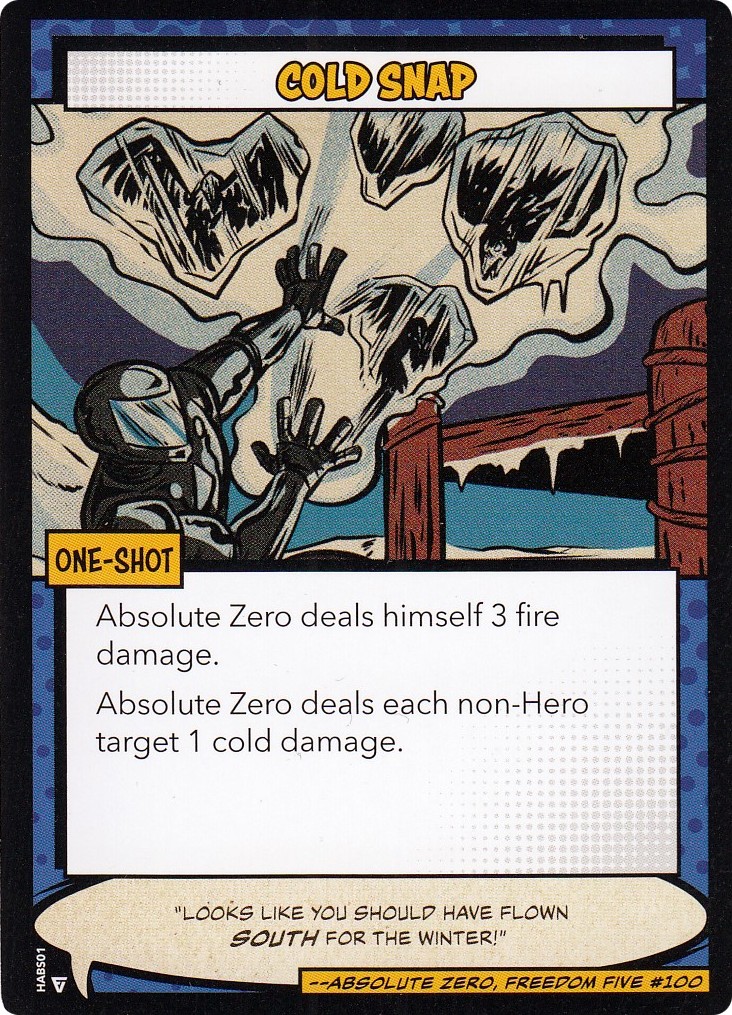 COLD SNAP
ONE-SHOT
Absolute Zero deals himself 3 fire
damage.
Absolute Zero deals each non-Hero
target 1 cold damage.
"LOOKS LIKE YOU SHOULD HAVE FLOWN
SOUTH FOR THE WINTER!"
--ABSOLUTE ZERO, FREEDOM FIVE #100
HABS01